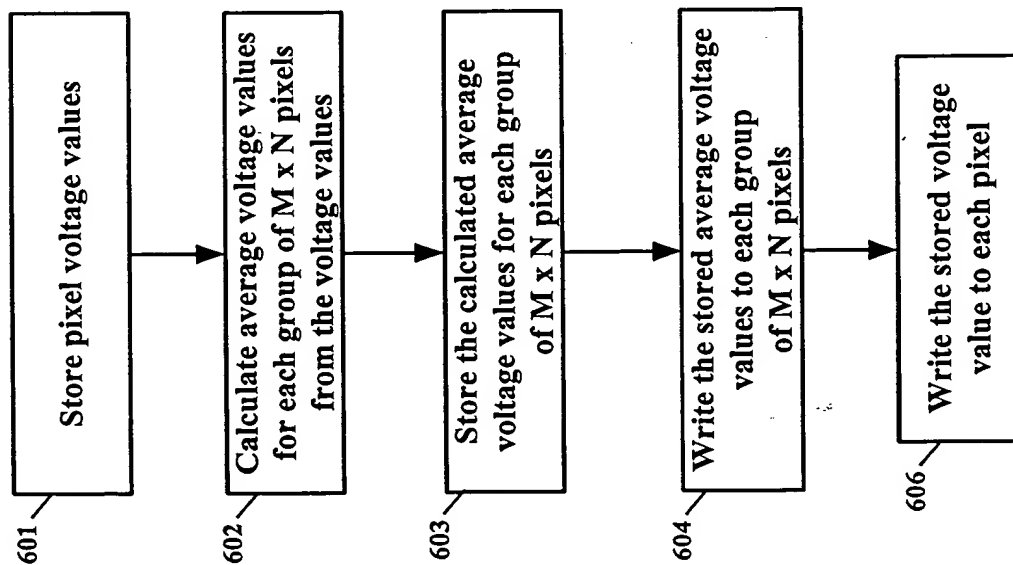 601
Store pixel voltage values
602
Calculate average voltage values
for each group of M x N pixels
from the voltage values
603
Store the calculated average
voltage values for each group
of M x N pixels
604
Write the stored average voltage
values to each group
of M x N pixels
606
Write the stored voltage
value to each pixel